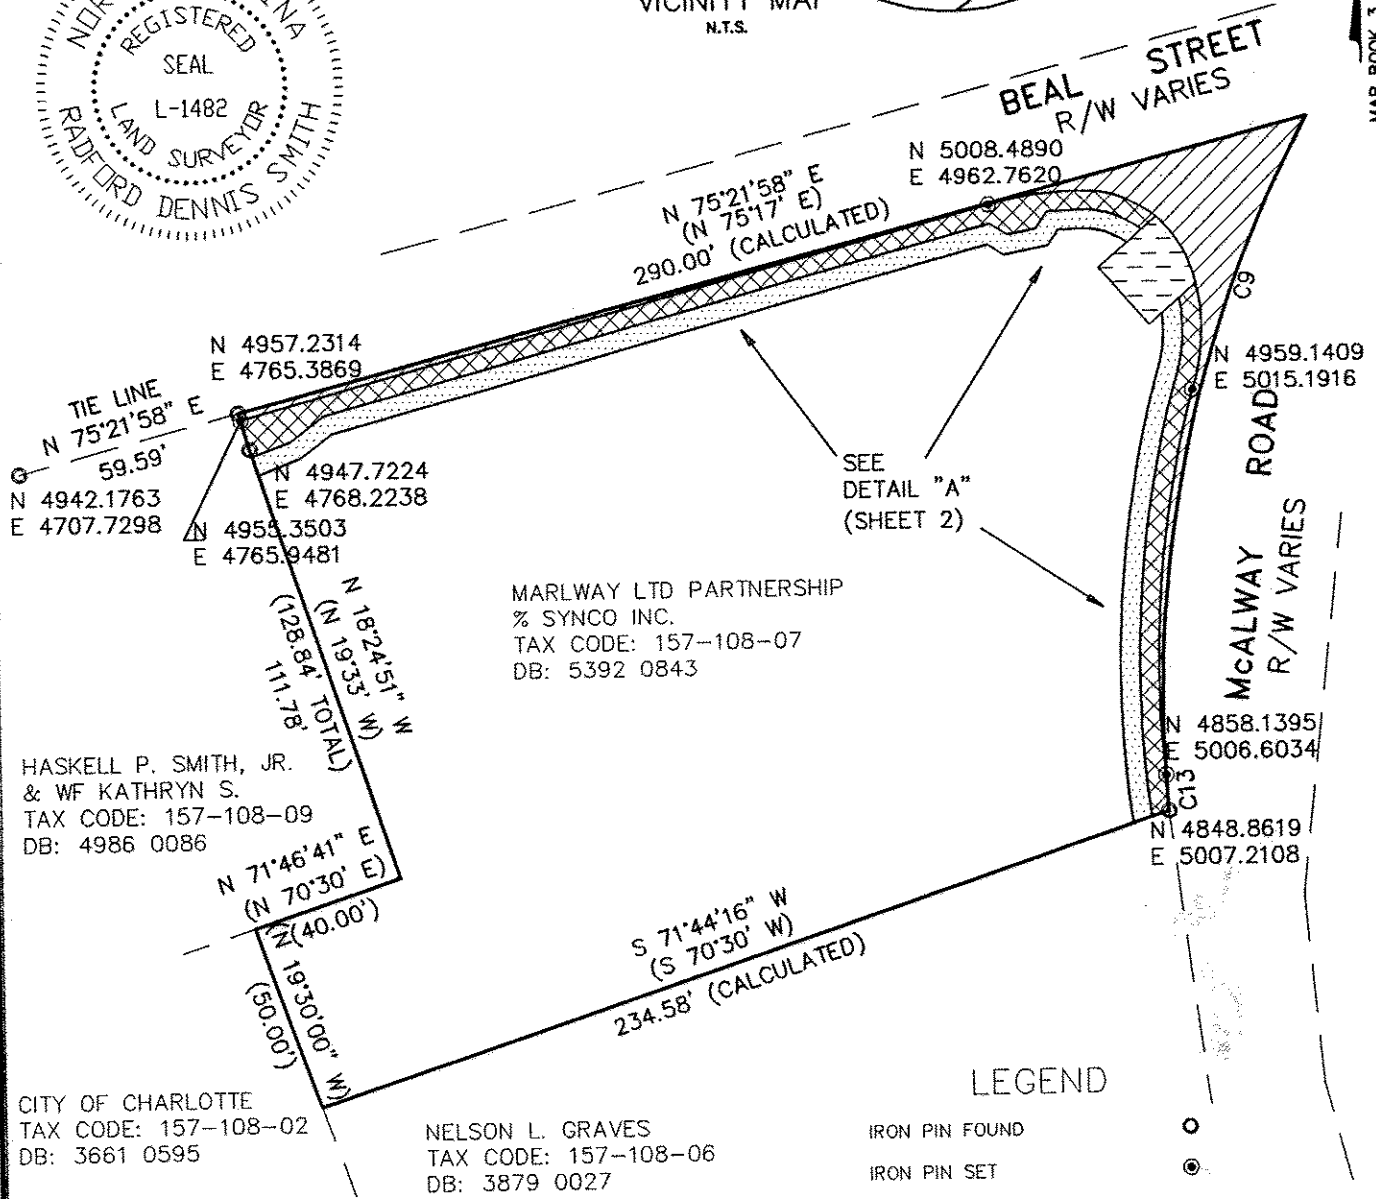 REGISTERED
SEAL
L-1482
LAND SURVEYOR
RADFORD DENNIS SMITH
VICINITY MAP
N.T.S.
BEAL STREET
R/W VARIES
N 5008.4890
E 4962.7620
N 75°21'58" E
(N 75°17' E)
290.00' (CALCULATED)
C9
N 4957.2314
E 4765.3869
N 4959.1409
E 5015.1916
TIE LINE
N 75°21'58" E
59.59'
N 4942.1763
E 4707.7298
N 4947.7224
E 4768.2238
N 4955.3503
E 4765.9481
SEE
DETAIL "A"
(SHEET 2)
McALWAY ROAD
R/W VARIES
N 18°24'51" W
(N 19°33' W)
(128.84' TOTAL)
111.78'
MARLWAY LTD PARTNERSHIP
% SYNCO INC.
TAX CODE: 157-108-07
DB: 5392 0843
N 4858.1395
E 5006.6034
C13
N 4848.8619
E 5007.2108
HASKELL P. SMITH, JR.
& WF KATHRYN S.
TAX CODE: 157-108-09
DB: 4986 0086
N 71°46'41" E
(N 70°30' E)
(40.00')
(N 19°30'00" W)
(50.00')
S 71°44'16" W
(S 70°30' W)
234.58' (CALCULATED)
CITY OF CHARLOTTE
TAX CODE: 157-108-02
DB: 3661 0595
NELSON L. GRAVES
TAX CODE: 157-108-06
DB: 3879 0027
LEGEND
IRON PIN FOUND
IRON PIN SET